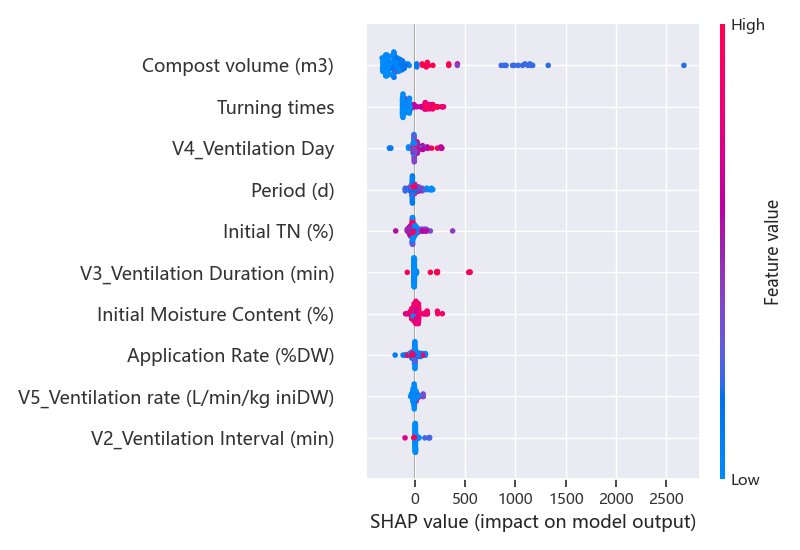 High
Compost volume (m3)
Turning times
V4_Ventilation Day
Period (d)
Initial TN (%)
V3_Ventilation Duration (min)
Initial Moisture Content (%)
Application Rate (%DW)
V5_Ventilation rate (L/min/kg iniDW)
V2_Ventilation Interval (min)
Feature value
Low
0 500 1000 1500 2000 2500
SHAP value (impact on model output)